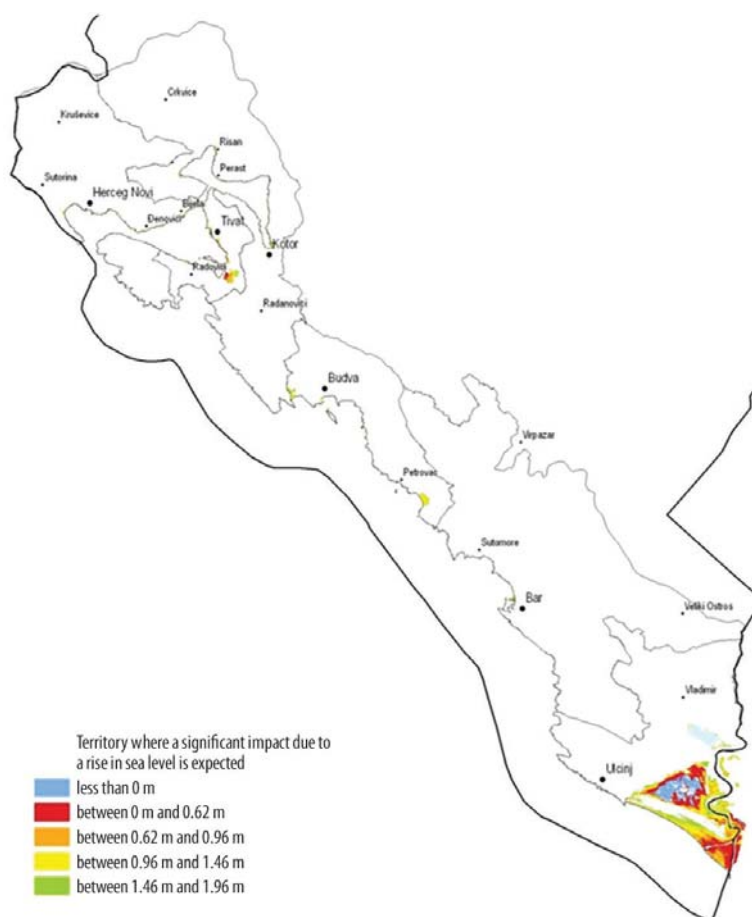 Crkvice
Kruševice
Risan
Perast
Sutorina
Herceg Novi
Bijela
Đenovići
Tivat
Kotor
Radovići
Radanovići
Budva
Virpazar
Petrovac
Sutomore
Bar
Veliki Ostros
Vladimir
Ulcinj
Territory where a significant impact due to
a rise in sea level is expected
less than 0 m
between 0 m and 0.62 m
between 0.62 m and 0.96 m
between 0.96 m and 1.46 m
between 1.46 m and 1.96 m